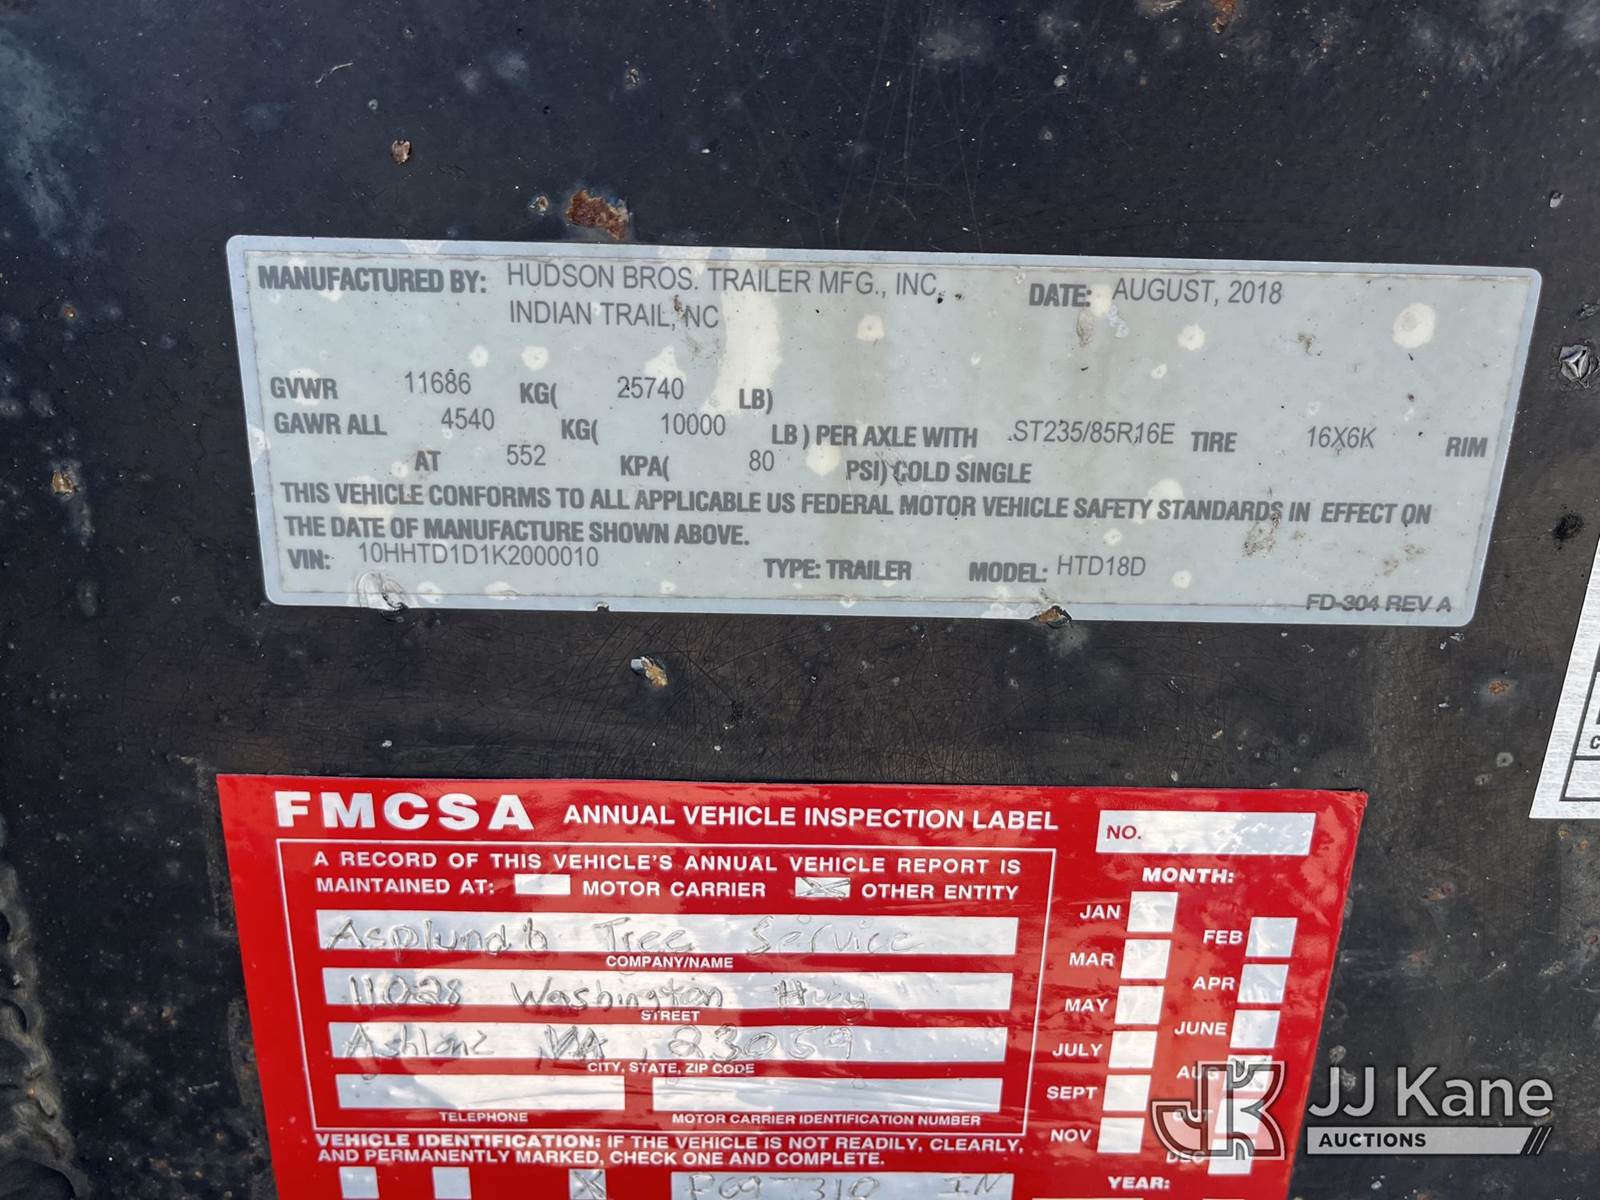 MANUFACTURED BY: HUDSON BROS. TRAILER MFG., INC. DATE: AUGUST, 2018
INDIAN TRAIL, NC
GVWR 11686 KG( 25740 LB)
GAWR ALL 4540 KG( 10000 LB) PER AXLE WITH ST235/85R16E TIRE 16X6K RIM
AT 552 KPA( 80 PSI) COLD SINGLE
THIS VEHICLE CONFORMS TO ALL APPLICABLE US FEDERAL MOTOR VEHICLE SAFETY STANDARDS IN EFFECT ON
THE DATE OF MANUFACTURE SHOWN ABOVE.
VIN: 10HHTD1D1K2000010 TYPE: TRAILER MODEL: HTD18D
FD-304 REV A
FMCSA ANNUAL VEHICLE INSPECTION LABEL
NO.
A RECORD OF THIS VEHICLE'S ANNUAL VEHICLE REPORT IS
MAINTAINED AT: MOTOR CARRIER OTHER ENTITY
Asplundh Tree Service
COMPANY/NAME
11028 Washington Hwy
STREET
VA, 23059
CITY, STATE, ZIP CODE
TELEPHONE MOTOR CARRIER IDENTIFICATION NUMBER
VEHICLE IDENTIFICATION: IF THE VEHICLE IS NOT READILY, CLEARLY,
AND PERMANENTLY MARKED, CHECK ONE AND COMPLETE.
MONTH:
JAN FEB
MAR APR
MAY JUNE
JULY AUG
SEPT
NOV DEC
YEAR:
JK JJ Kane
AUCTIONS